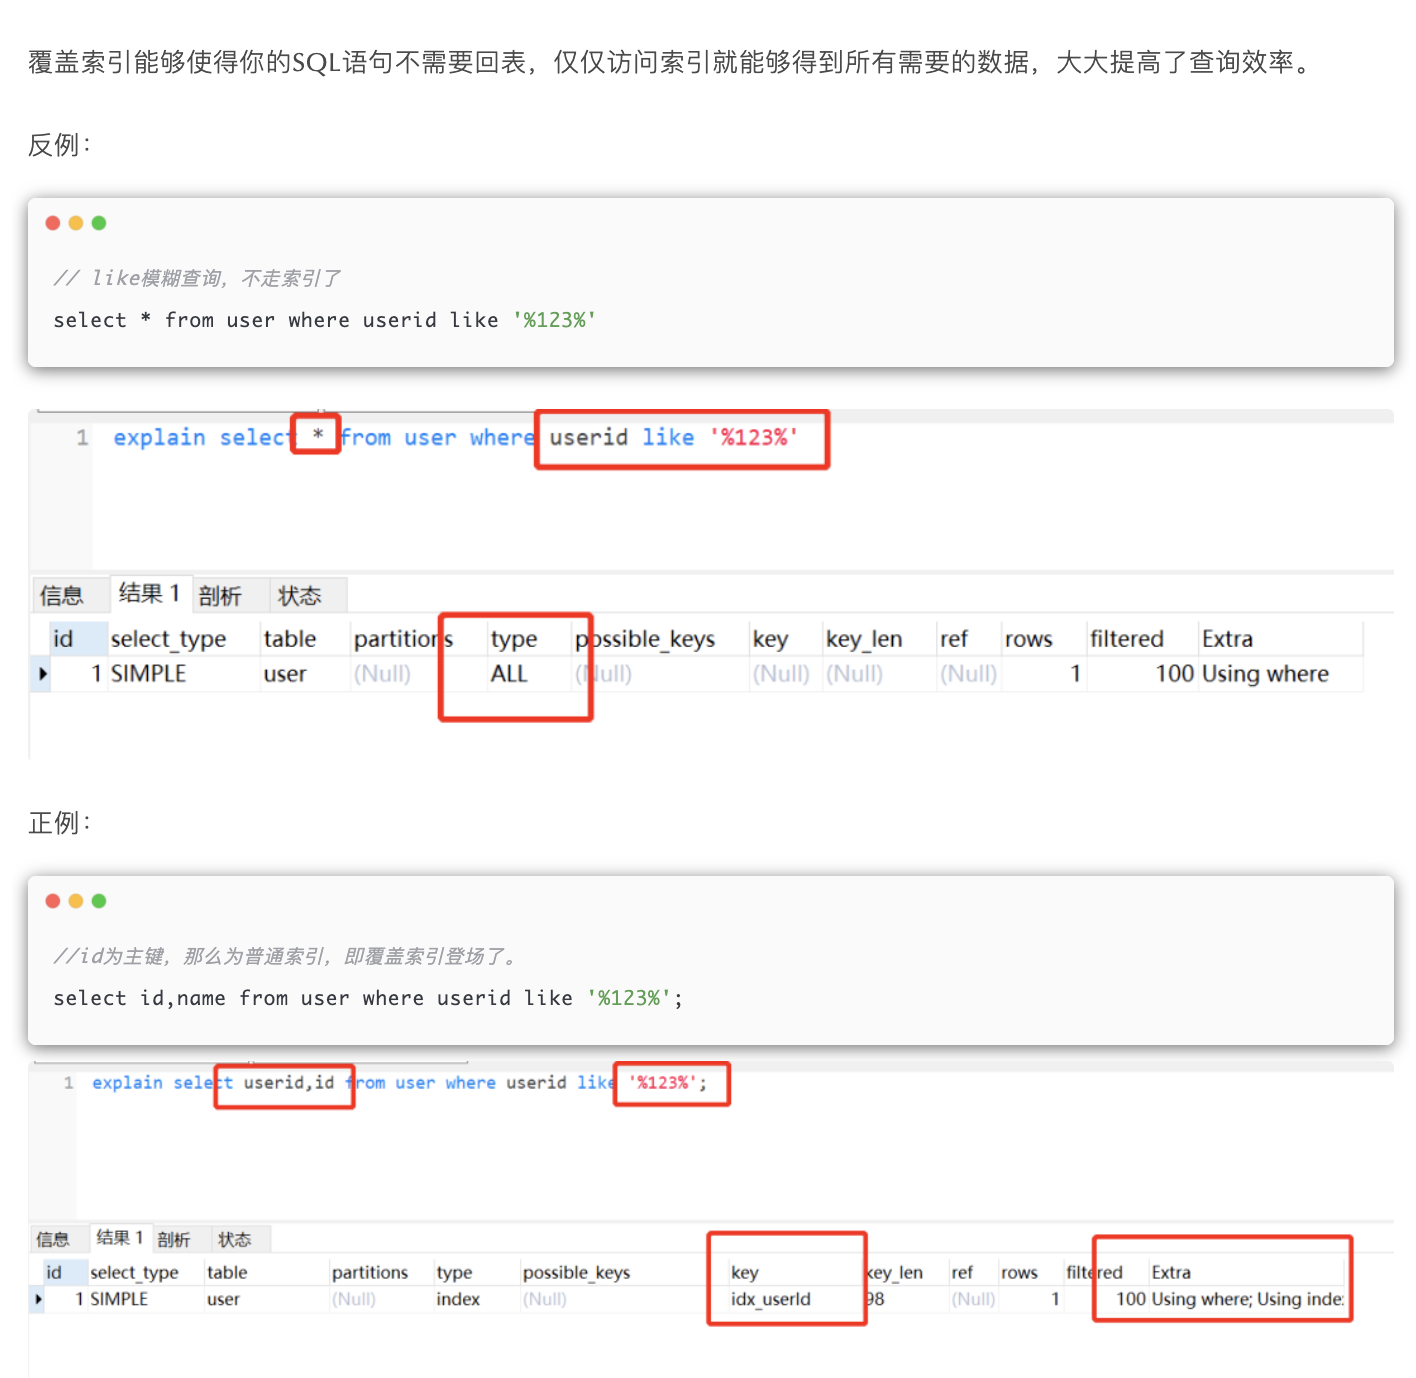 覆盖索引能够使得你的SQL语句不需要回表，仅仅访问索引就能够得到所有需要的数据，大大提高了查询效率。
反例：
// like模糊查询，不走索引了
select * from user where userid like '%123%'
1 explain select * from user where userid like '%123%'
信息 结果 1 剖析 状态
id select_type table partitions type possible_keys key key_len ref rows filtered Extra
1 SIMPLE user (Null) ALL (Null) (Null) (Null) (Null) 1 100 Using where
正例：
//id为主键，那么为普通索引，即覆盖索引登场了。
select id,name from user where userid like '%123%';
1 explain select userid,id from user where userid like '%123%';
信息 结果 1 剖析 状态
id select_type table partitions type possible_keys key key_len ref rows filtered Extra
1 SIMPLE user (Null) index (Null) idx_userId 98 (Null) 1 100 Using where; Using inde